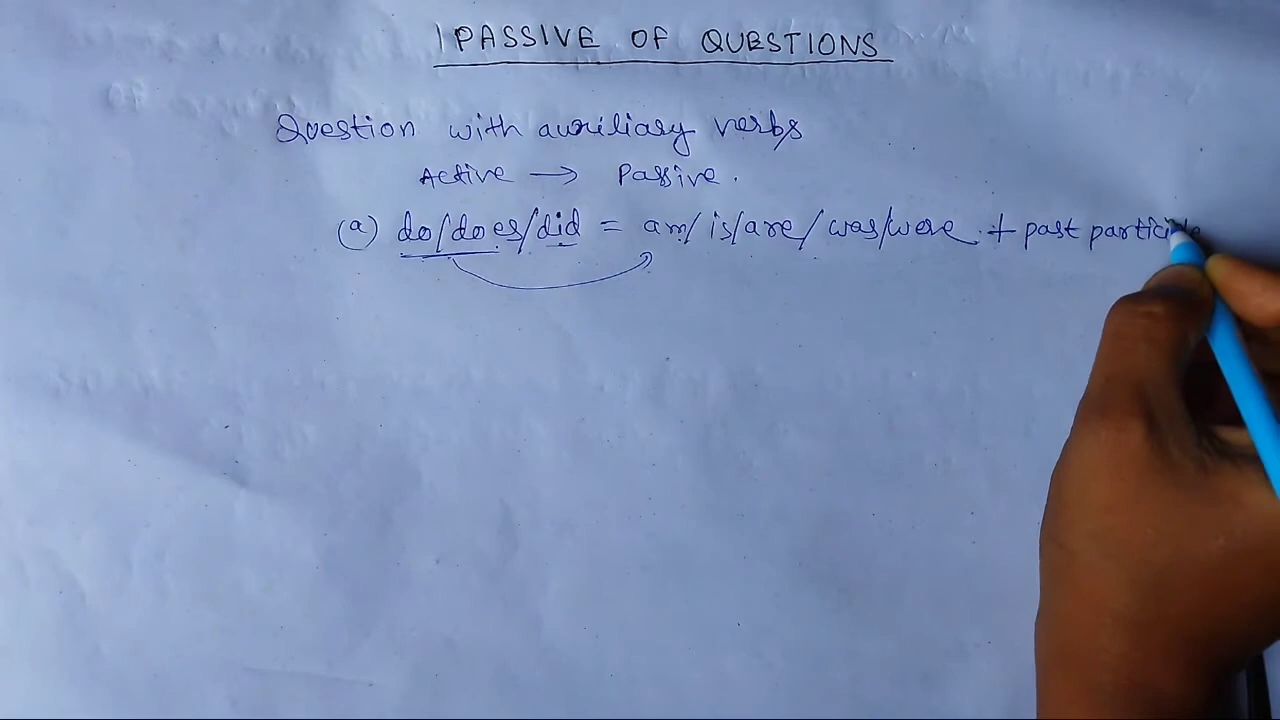 PASSIVE OF QUESTIONS
Question with auxiliary verbs
Active → Passive.
(a) do/does/did = am/is/are/was/were + past participle